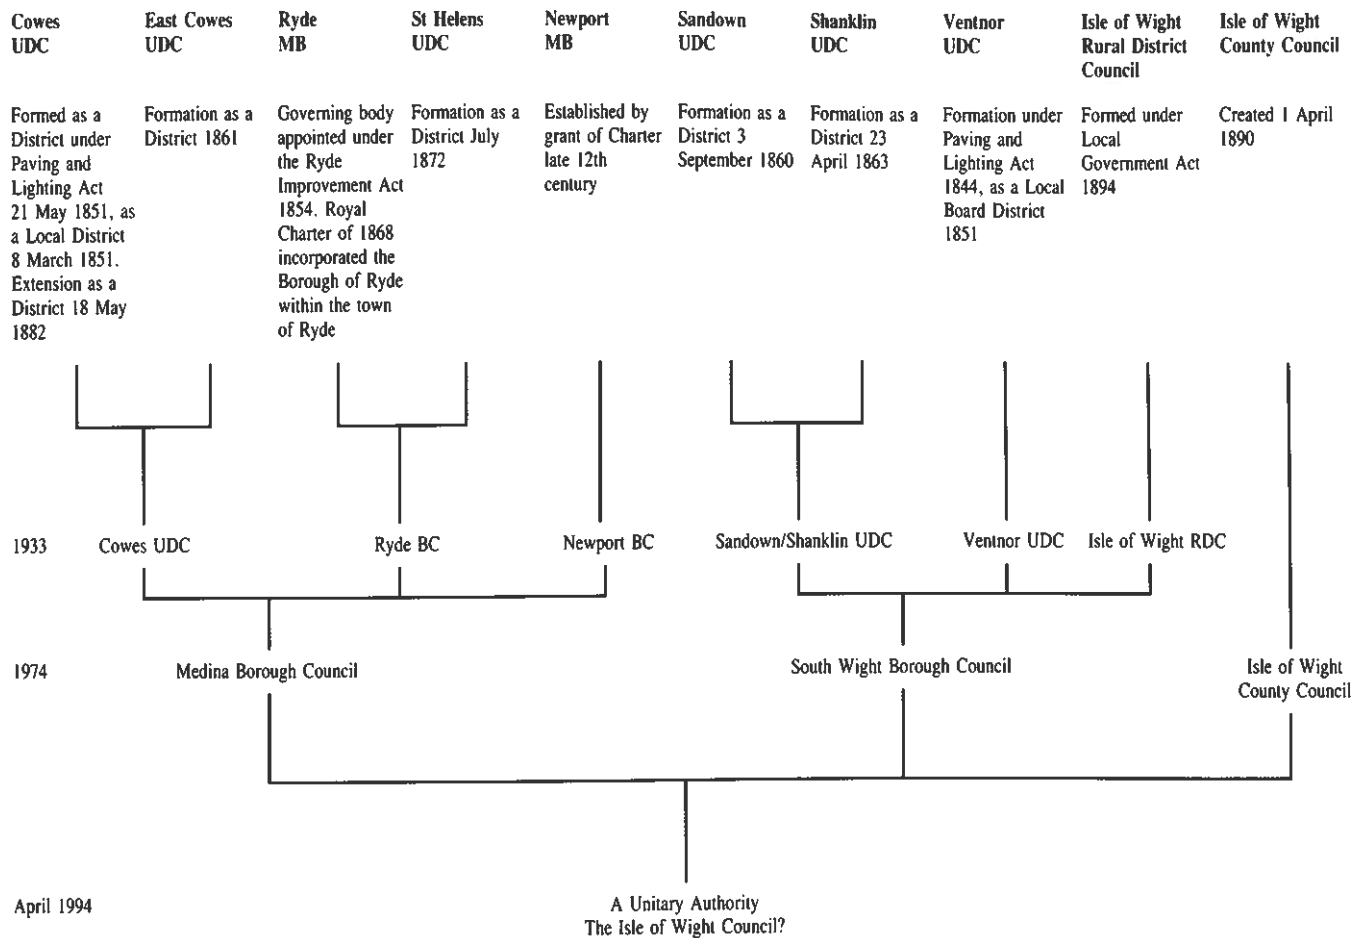 Cowes
UDC
East Cowes
UDC
Ryde
MB
St Helens
UDC
Newport
MB
Sandown
UDC
Shanklin
UDC
Ventnor
UDC
Isle of Wight
Rural District
Council
Isle of Wight
County Council
Formed as a
District under
Paving and
Lighting Act
21 May 1851, as
a Local District
8 March 1851.
Extension as a
District 18 May
1882
Formation as a
District 1861
Governing body
appointed under
the Ryde
Improvement Act
1854. Royal
Charter of 1868
incorporated the
Borough of Ryde
within the town
of Ryde
Formation as a
District July
1872
Established by
grant of Charter
late 12th
century
Formation as a
District 3
September 1860
Formation as a
District 23
April 1863
Formation under
Paving and
Lighting Act
1844, as a Local
Board District
1851
Formed under
Local
Government Act
1894
Created 1 April
1890
1933
Cowes UDC
Ryde BC
Newport BC
Sandown/Shanklin UDC
Ventnor UDC
Isle of Wight RDC
1974
Medina Borough Council
South Wight Borough Council
Isle of Wight
County Council
April 1994
A Unitary Authority
The Isle of Wight Council?